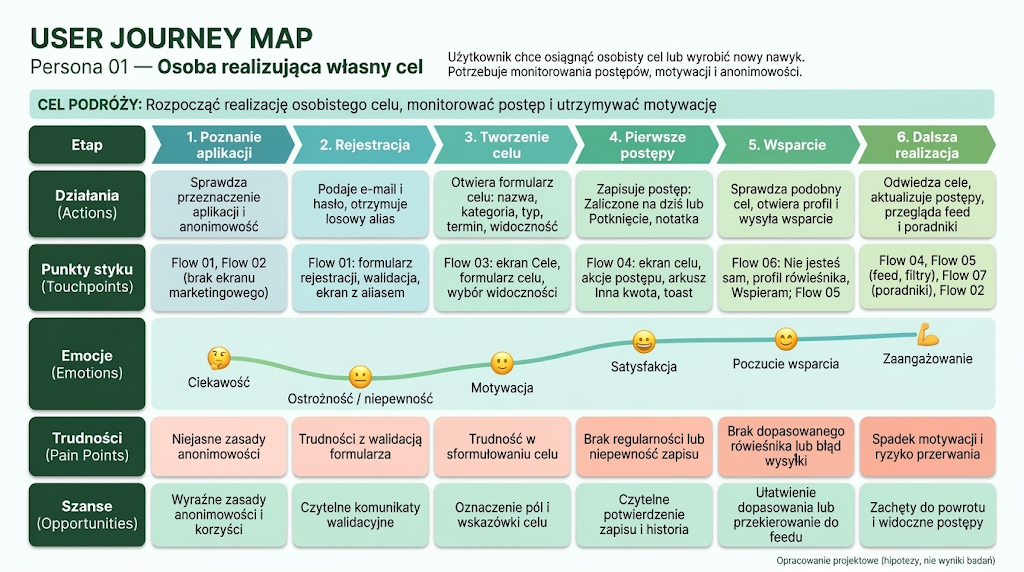 USER JOURNEY MAP
Persona 01 — Osoba realizująca własny cel
Użytkownik chce osiągnąć osobisty cel lub wyrobić nowy nawyk.
Potrzebuje monitorowania postępów, motywacji i anonimowości.
CEL PODRÓŻY: Rozpocząć realizację osobistego celu, monitorować postęp i utrzymywać motywację
Etap
1. Poznanie
aplikacji
2. Rejestracja
3. Tworzenie
celu
4. Pierwsze
postępy
5. Wsparcie
6. Dalsza
realizacja
Działania
(Actions)
Sprawdza
przeznaczenie
aplikacji i
anonimowość
Podaje e-mail i
hasło, otrzymuje
losowy alias
Otwiera formularz
celu: nazwa,
kategoria, typ,
termin, widoczność
Zapisuje postęp:
Zaliczone na dziś lub
Potknięcie, notatka
Sprawdza podobny
cel, otwiera profil i
wysyła wsparcie
Odwiedza cele,
aktualizuje postępy,
przegląda feed
i poradniki
Punkty styku
(Touchpoints)
Flow 01, Flow 02
(brak ekranu
marketingowego)
Flow 01: formularz
rejestracji, walidacja,
ekran z aliasem
Flow 03: ekran Cele,
formularz celu,
wybór widoczności
Flow 04: ekran celu,
akcje postępu, arkusz
Inna kwota, toast
Flow 06: Nie jesteś
sam, profil rówieśnika,
Wspieram; Flow 05
Flow 04, Flow 05
(feed, filtry), Flow 07
(poradniki), Flow 02
Emocje
(Emotions)
Ciekawość
Ostrożność / niepewność
Motywacja
Satysfakcja
Poczucie wsparcia
Zaangażowanie
Trudności
(Pain Points)
Niejasne zasady
anonimowości
Trudności z walidacją
formularza
Trudność w
sformułowaniu celu
Brak regularności lub
niepewność zapisu
Brak dopasowanego
rówieśnika lub błąd
wysyłki
Spadek motywacji i
ryzyko przerwania
Szanse
(Opportunities)
Wyraźne zasady
anonimowości i
korzyści
Czytelne komunikaty
walidacyjne
Oznaczenie pól i
wskazówki celu
Czytelne
potwierdzenie
zapisu i historia
Ułatwienie
dopasowania lub
przekierowanie do
feedu
Zachęty do powrotu
i widoczne postępy
Opracowanie projektowe (hipotezy, nie wyniki badań)